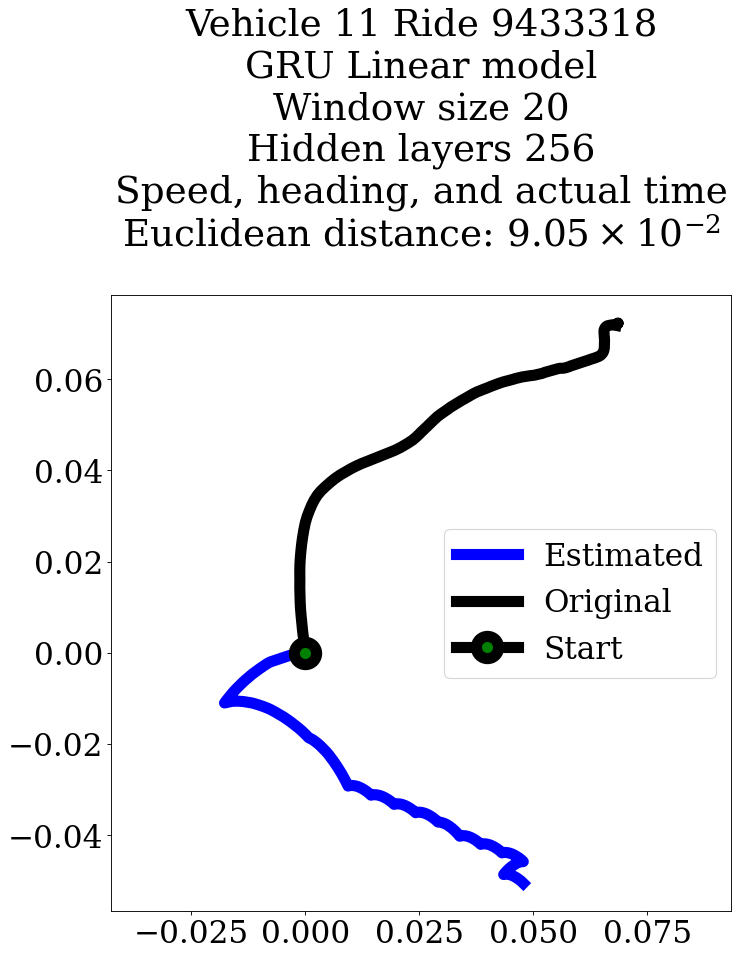 Vehicle 11 Ride 9433318
GRU Linear model
Window size 20
Hidden layers 256
Speed, heading, and actual time
Euclidean distance: 9.05 × 10⁻²
0.06
0.04
0.02
0.00
−0.02
−0.04
Estimated
Original
Start
−0.025 0.000 0.025 0.050 0.075